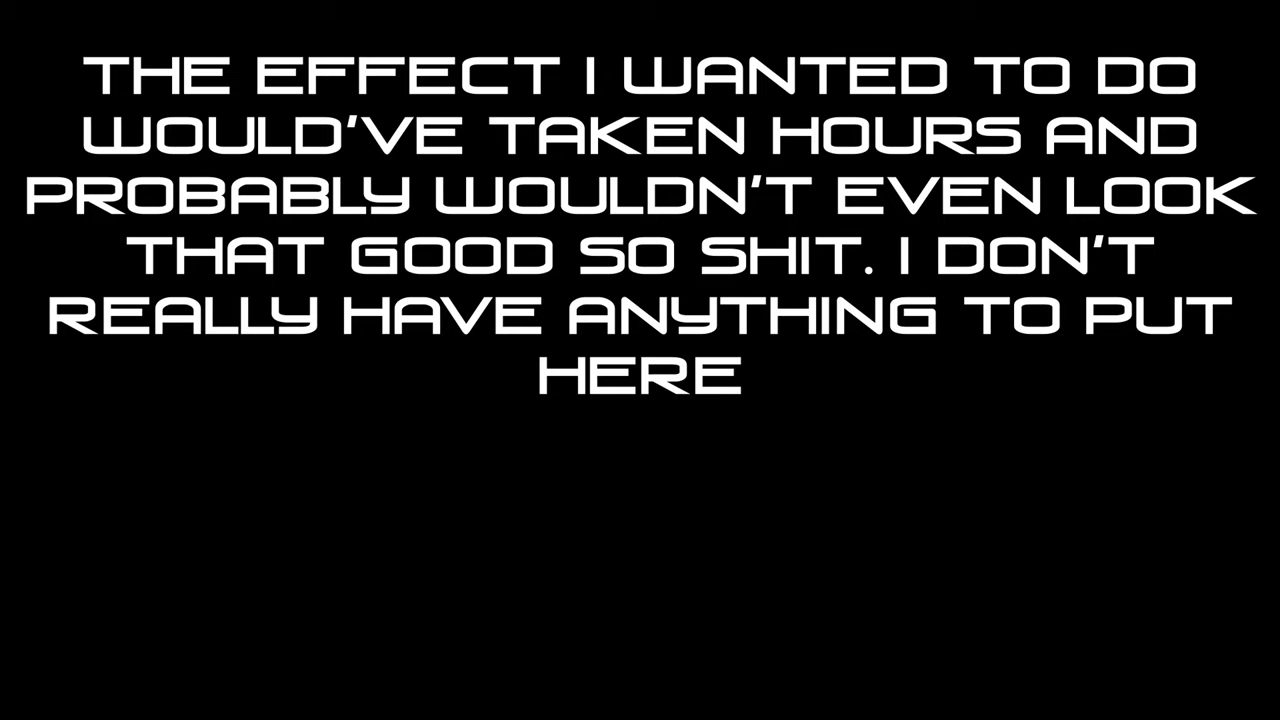 THE EFFECT I WANTED TO DO
WOULD'VE TAKEN HOURS AND
PROBABLY WOULDN'T EVEN LOOK
THAT GOOD SO SHIT. I DON'T
REALLY HAVE ANYTHING TO PUT
HERE